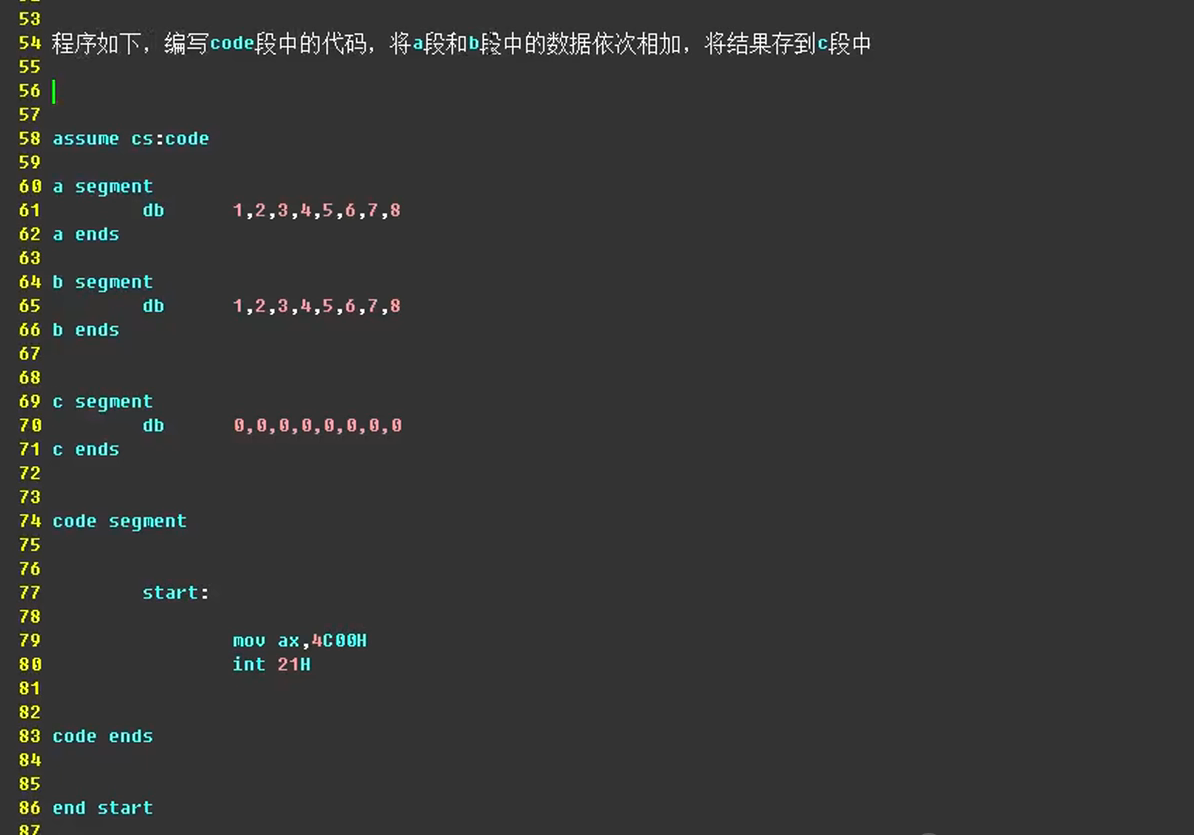 53
54 程序如下，编写code段中的代码，将a段和b段中的数据依次相加，将结果存到c段中
55
56
57
58 assume cs:code
59
60 a segment
61 db 1,2,3,4,5,6,7,8
62 a ends
63
64 b segment
65 db 1,2,3,4,5,6,7,8
66 b ends
67
68
69 c segment
70 db 0,0,0,0,0,0,0,0
71 c ends
72
73
74 code segment
75
76
77 start:
78
79 mov ax,4C00H
80 int 21H
81
82
83 code ends
84
85
86 end start
87